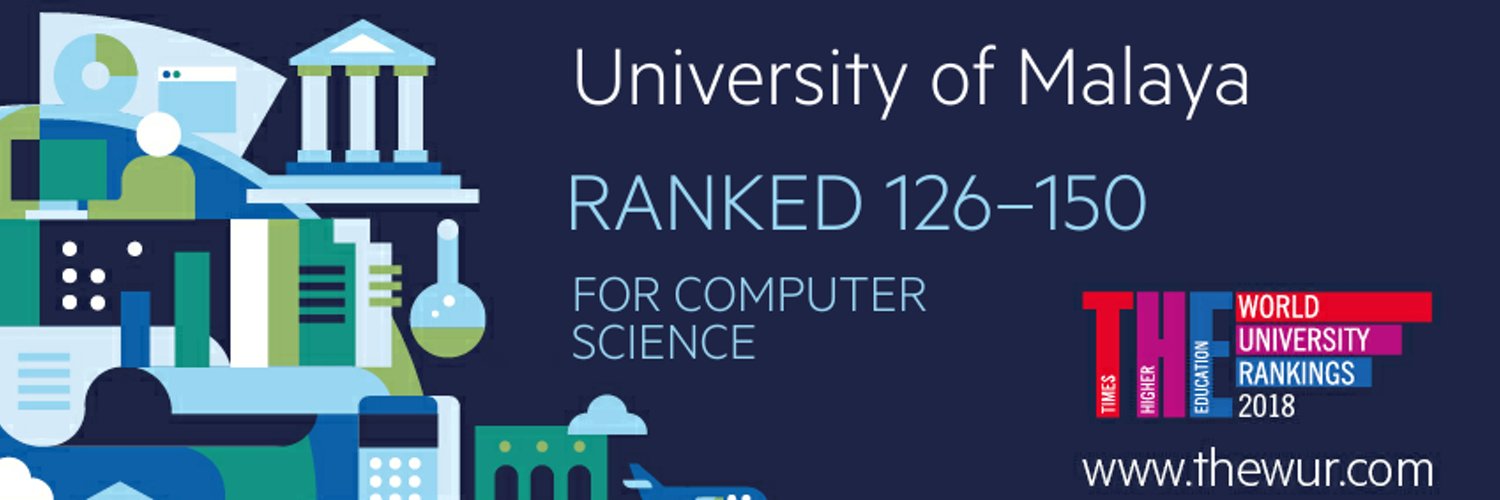 University of Malaya
RANKED 126–150
FOR COMPUTER
SCIENCE
TIMES
HIGHER
EDUCATION
THE
WORLD
UNIVERSITY
RANKINGS
2018
www.thewur.com